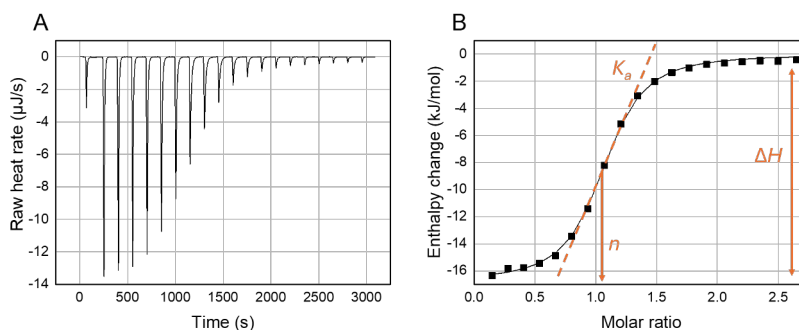 A
Raw heat rate (μJ/s)
0
-2
-4
-6
-8
-10
-12
-14
0 500 1000 1500 2000 2500 3000
Time (s)
B
Enthalpy change (kJ/mol)
0
-2
-4
-6
-8
-10
-12
-14
-16
0.0 0.5 1.0 1.5 2.0 2.5
Molar ratio
Ka
n
ΔH